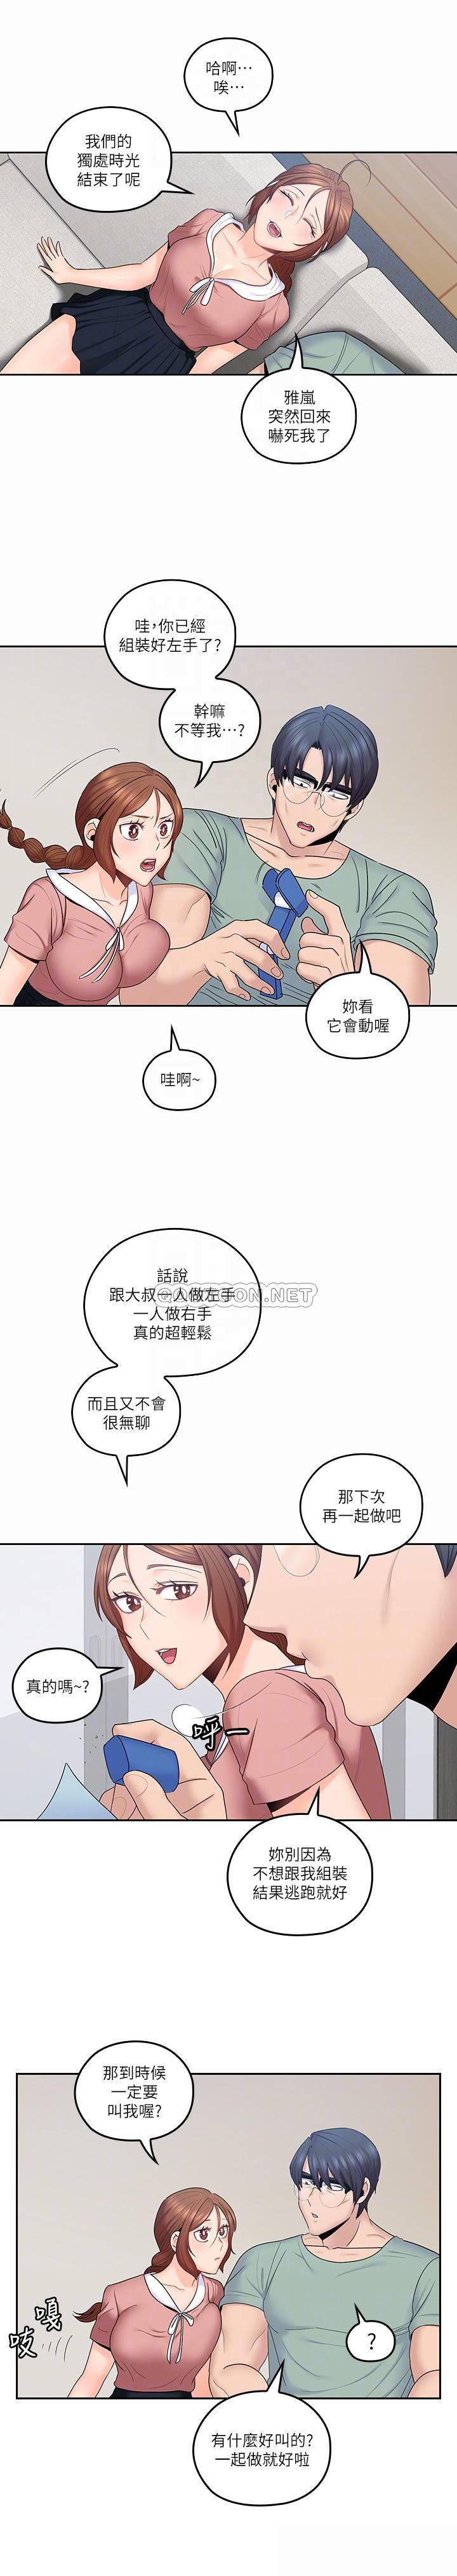 哈啊…
唉…
我們的
獨處時光
結束了呢
雅嵐
突然回來
嚇死我了
哇,你已經
組裝好左手了?
幹嘛
不等我…?
妳看
它會動喔
哇啊~
話說
跟大叔一人做左手
一人做右手
真的超輕鬆
而且又不會
很無聊
那下次
再一起做吧
真的嗎~?
呼一
妳別因為
不想跟我組裝
結果逃跑就好
那到時候
一定要
叫我喔?
嘎
吱
?
有什麼好叫的?
一起做就好啦